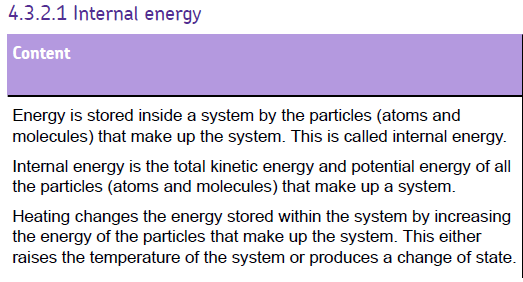 4.3.2.1 Internal energy
Content
Energy is stored inside a system by the particles (atoms and
molecules) that make up the system. This is called internal energy.
Internal energy is the total kinetic energy and potential energy of all
the particles (atoms and molecules) that make up a system.
Heating changes the energy stored within the system by increasing
the energy of the particles that make up the system. This either
raises the temperature of the system or produces a change of state.